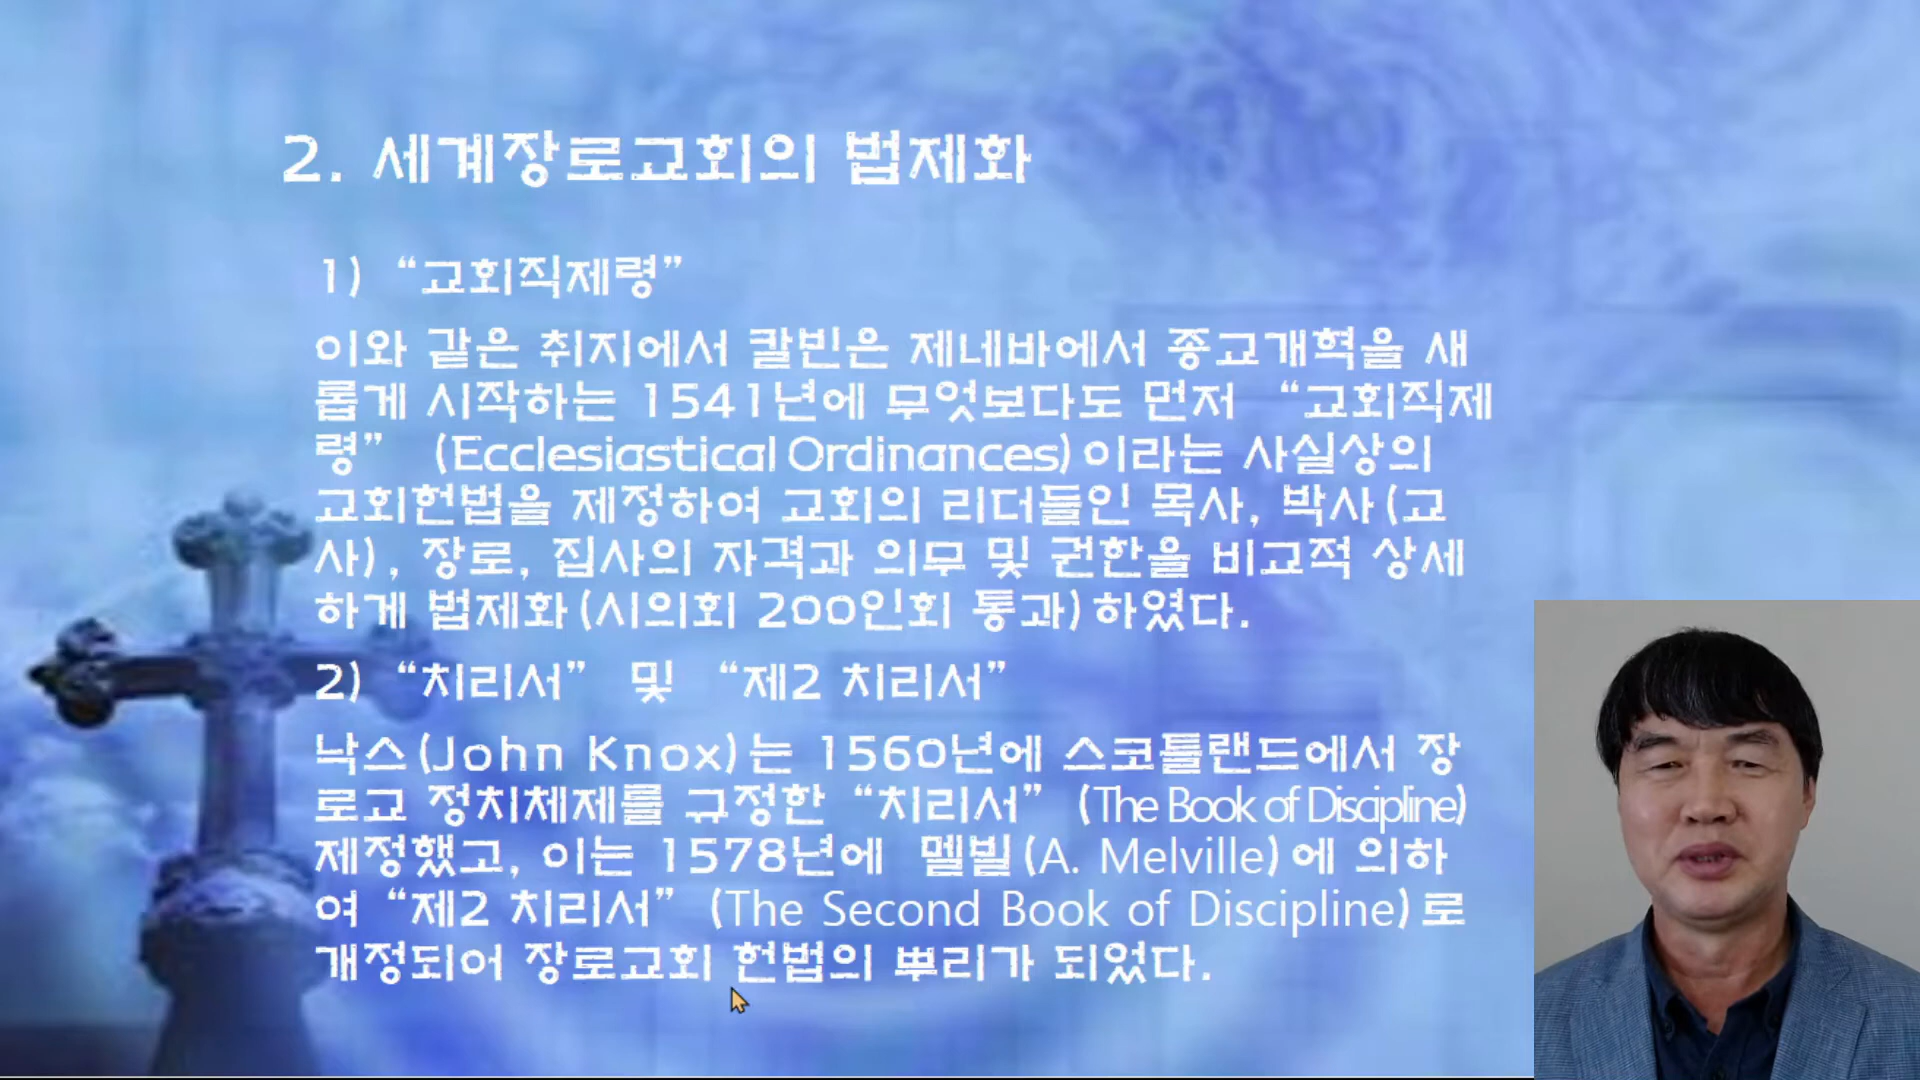 2. 세계장로교회의 법제화
1) “교회직제령”
이와 같은 취지에서 칼빈은 제네바에서 종교개혁을 새
롭게 시작하는 1541년에 무엇보다도 먼저 “교회직제
령” (Ecclesiastical Ordinances)이라는 사실상의
교회헌법을 제정하여 교회의 리더들인 목사, 박사(교
사), 장로, 집사의 자격과 의무 및 권한을 비교적 상세
하게 법제화(시의회 200인회 통과)하였다.
2) “치리서” 및 “제2 치리서”
낙스(John Knox)는 1560년에 스코틀랜드에서 장
로교 정치체제를 규정한 “치리서” (The Book of Discipline)
제정했고, 이는 1578년에 멜빌(A. Melville)에 의하
여 “제2 치리서” (The Second Book of Discipline)로
개정되어 장로교회 헌법의 뿌리가 되었다.